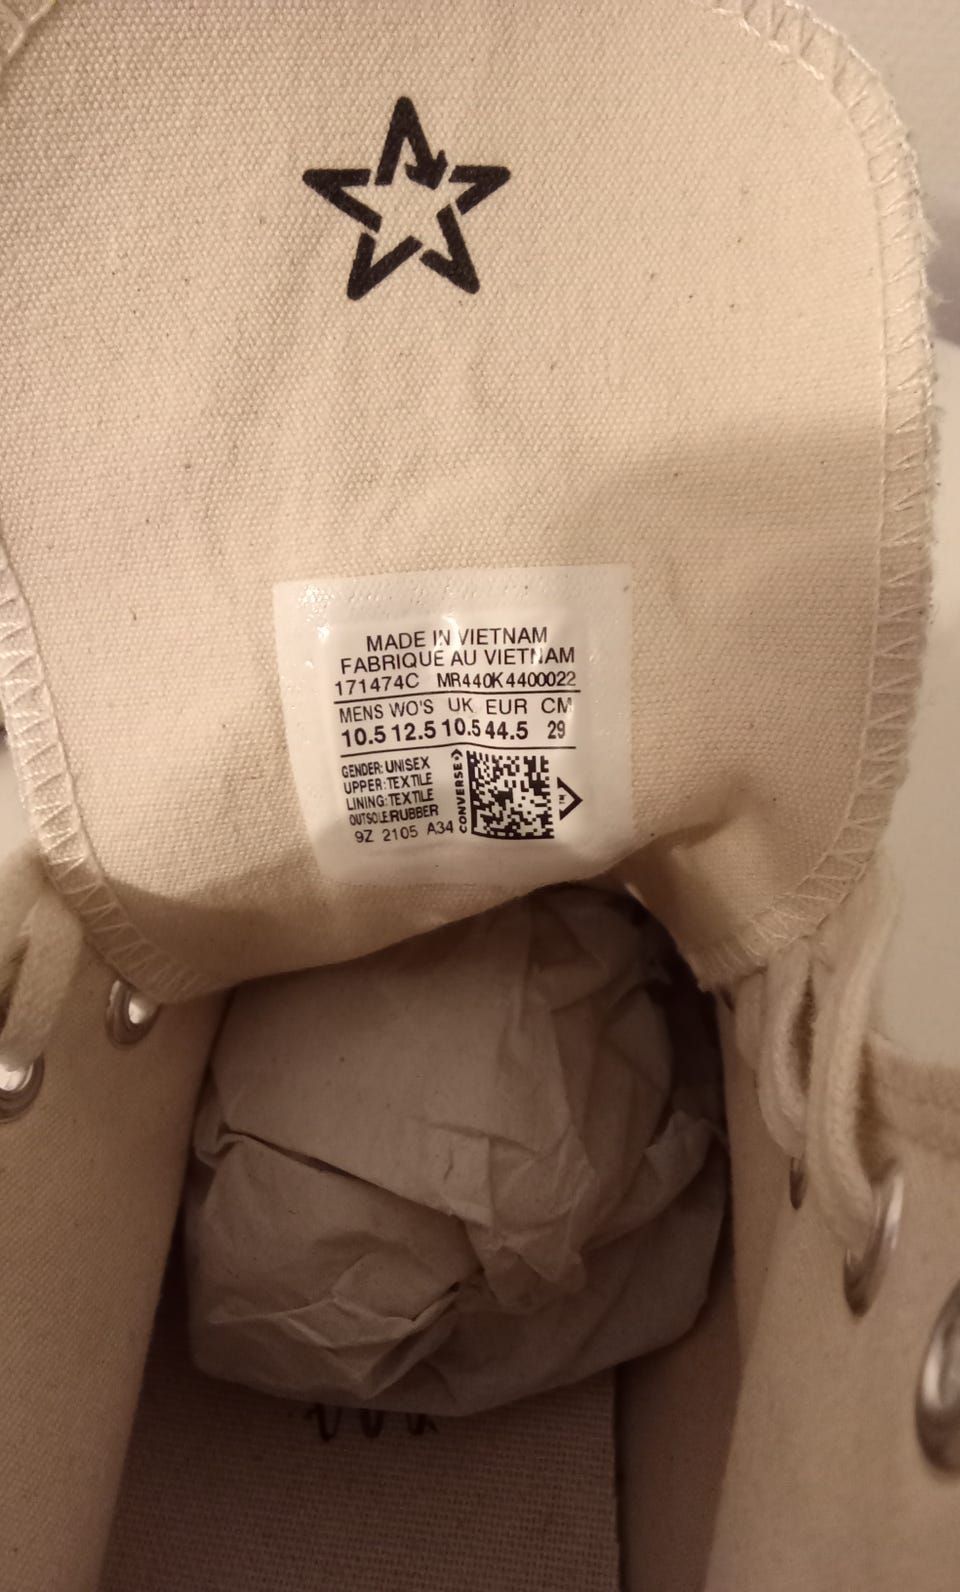 MADE IN VIETNAM
FABRIQUE AU VIETNAM
171474C MR440K4400022
MENS WO'S UK EUR CM
10.5 12.5 10.5 44.5 29
GENDER: UNISEX
UPPER: TEXTILE
LINING: TEXTILE
OUTSOLE: RUBBER
9Z 2105 A34
CONVERSE